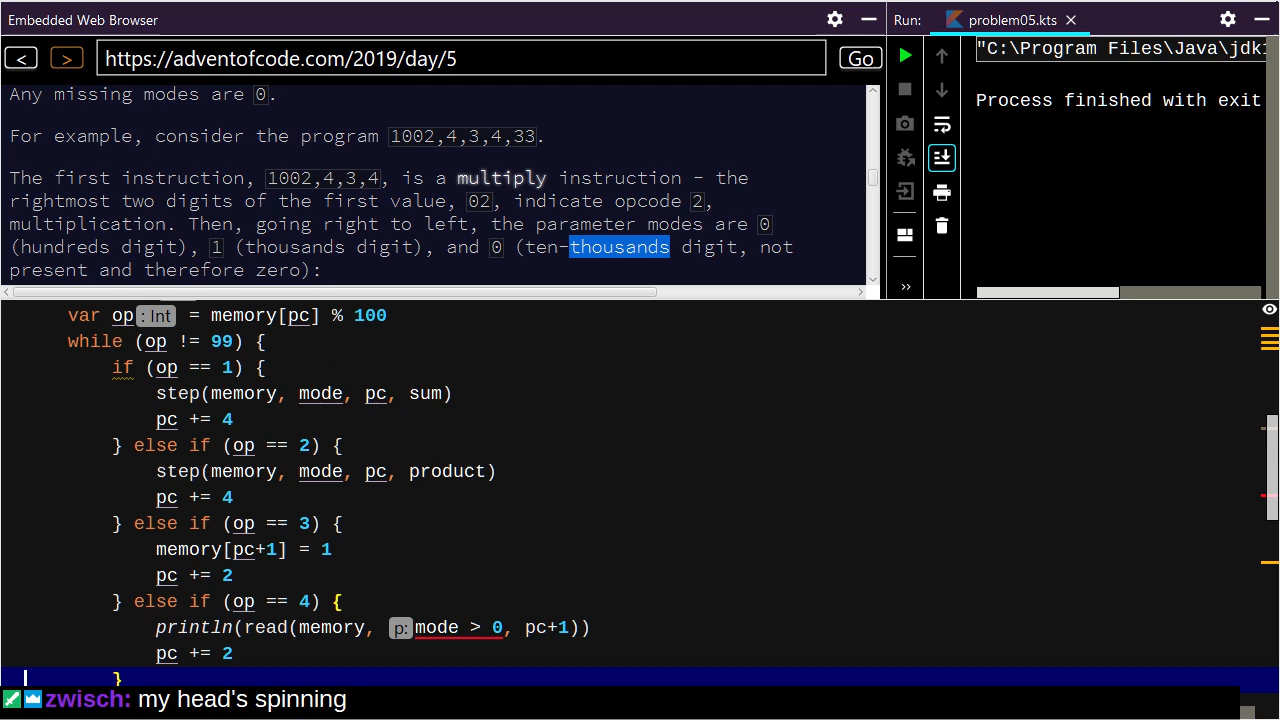 Embedded Web Browser
Run: problem05.kts ×
< > https://adventofcode.com/2019/day/5 Go
"C:\Program Files\Java\jdk
Any missing modes are 0.
Process finished with exit
For example, consider the program 1002,4,3,4,33.
The first instruction, 1002,4,3,4, is a multiply instruction - the
rightmost two digits of the first value, 02, indicate opcode 2,
multiplication. Then, going right to left, the parameter modes are 0
(hundreds digit), 1 (thousands digit), and 0 (ten-thousands digit, not
present and therefore zero):
var op : Int = memory[pc] % 100
while (op != 99) {
if (op == 1) {
step(memory, mode, pc, sum)
pc += 4
} else if (op == 2) {
step(memory, mode, pc, product)
pc += 4
} else if (op == 3) {
memory[pc+1] = 1
pc += 2
} else if (op == 4) {
println(read(memory, p: mode > 0, pc+1))
pc += 2
}
zwisch: my head's spinning